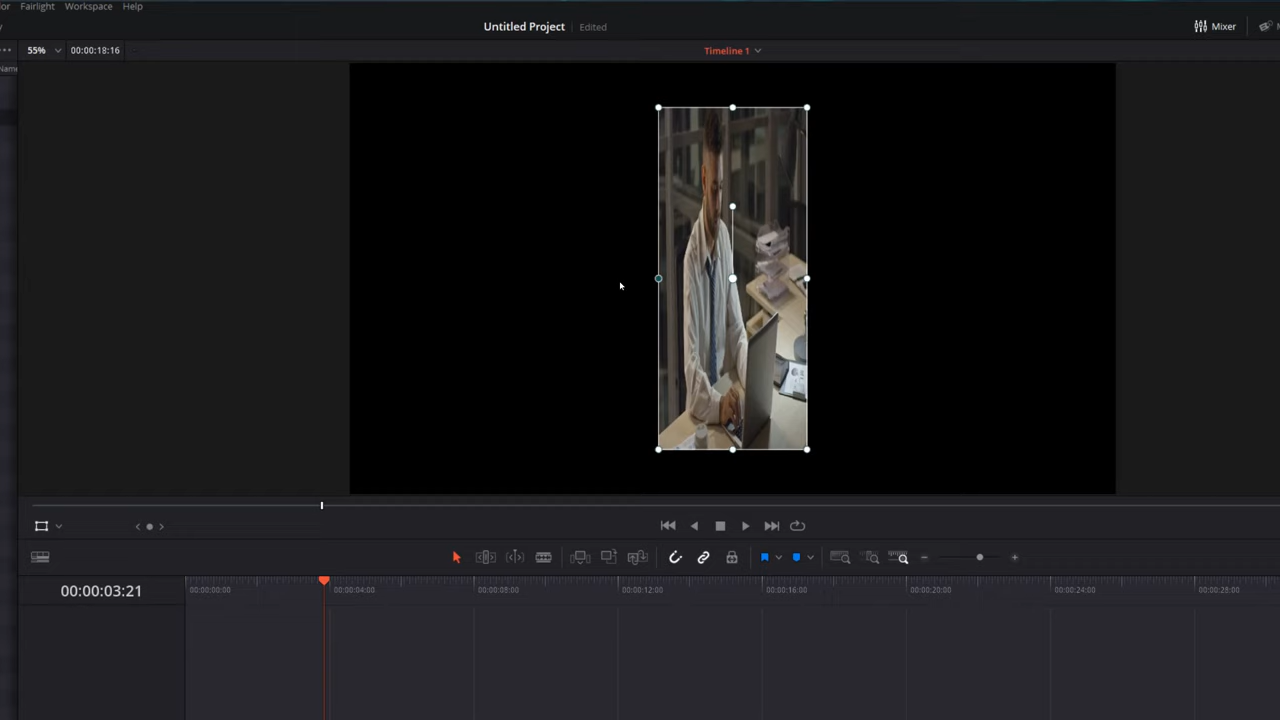 Fairlight Workspace Help
Untitled Project Edited
Mixer
55% 00:00:18:16 Timeline 1
00:00:03:21
00:00:00:00 00:00:04:00 00:00:08:00 00:00:12:00 00:00:16:00 00:00:20:00 00:00:24:00 00:00:28:00